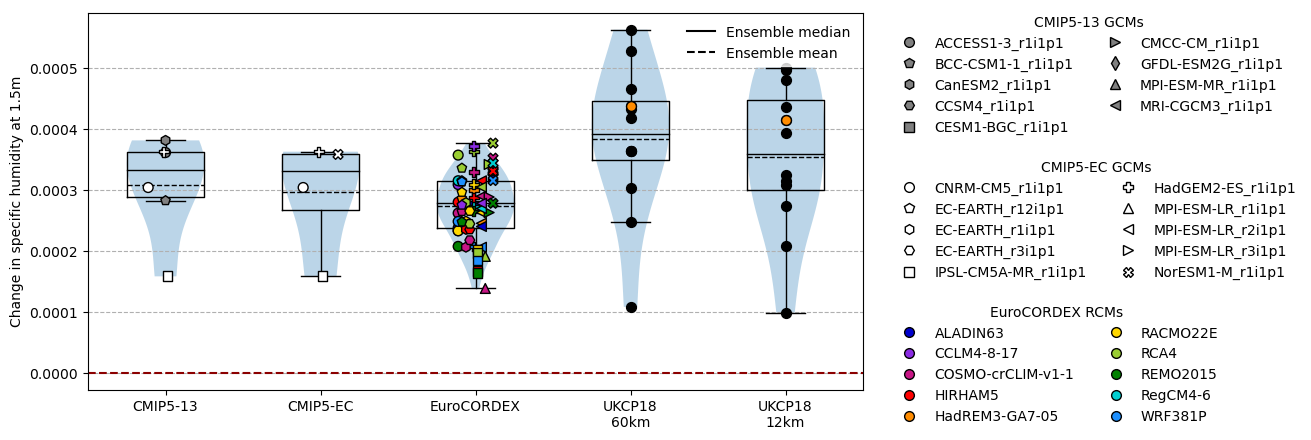 Change in specific humidity at 1.5m
0.0005
0.0004
0.0003
0.0002
0.0001
0.0000
Ensemble median
Ensemble mean
CMIP5-13
CMIP5-EC
EuroCORDEX
UKCP18
60km
UKCP18
12km
CMIP5-13 GCMs
ACCESS1-3_r1i1p1
BCC-CSM1-1_r1i1p1
CanESM2_r1i1p1
CCSM4_r1i1p1
CESM1-BGC_r1i1p1
CMCC-CM_r1i1p1
GFDL-ESM2G_r1i1p1
MPI-ESM-MR_r1i1p1
MRI-CGCM3_r1i1p1
CMIP5-EC GCMs
CNRM-CM5_r1i1p1
EC-EARTH_r12i1p1
EC-EARTH_r1i1p1
EC-EARTH_r3i1p1
IPSL-CM5A-MR_r1i1p1
HadGEM2-ES_r1i1p1
MPI-ESM-LR_r1i1p1
MPI-ESM-LR_r2i1p1
MPI-ESM-LR_r3i1p1
NorESM1-M_r1i1p1
EuroCORDEX RCMs
ALADIN63
CCLM4-8-17
COSMO-crCLIM-v1-1
HIRHAM5
HadREM3-GA7-05
RACMO22E
RCA4
REMO2015
RegCM4-6
WRF381P